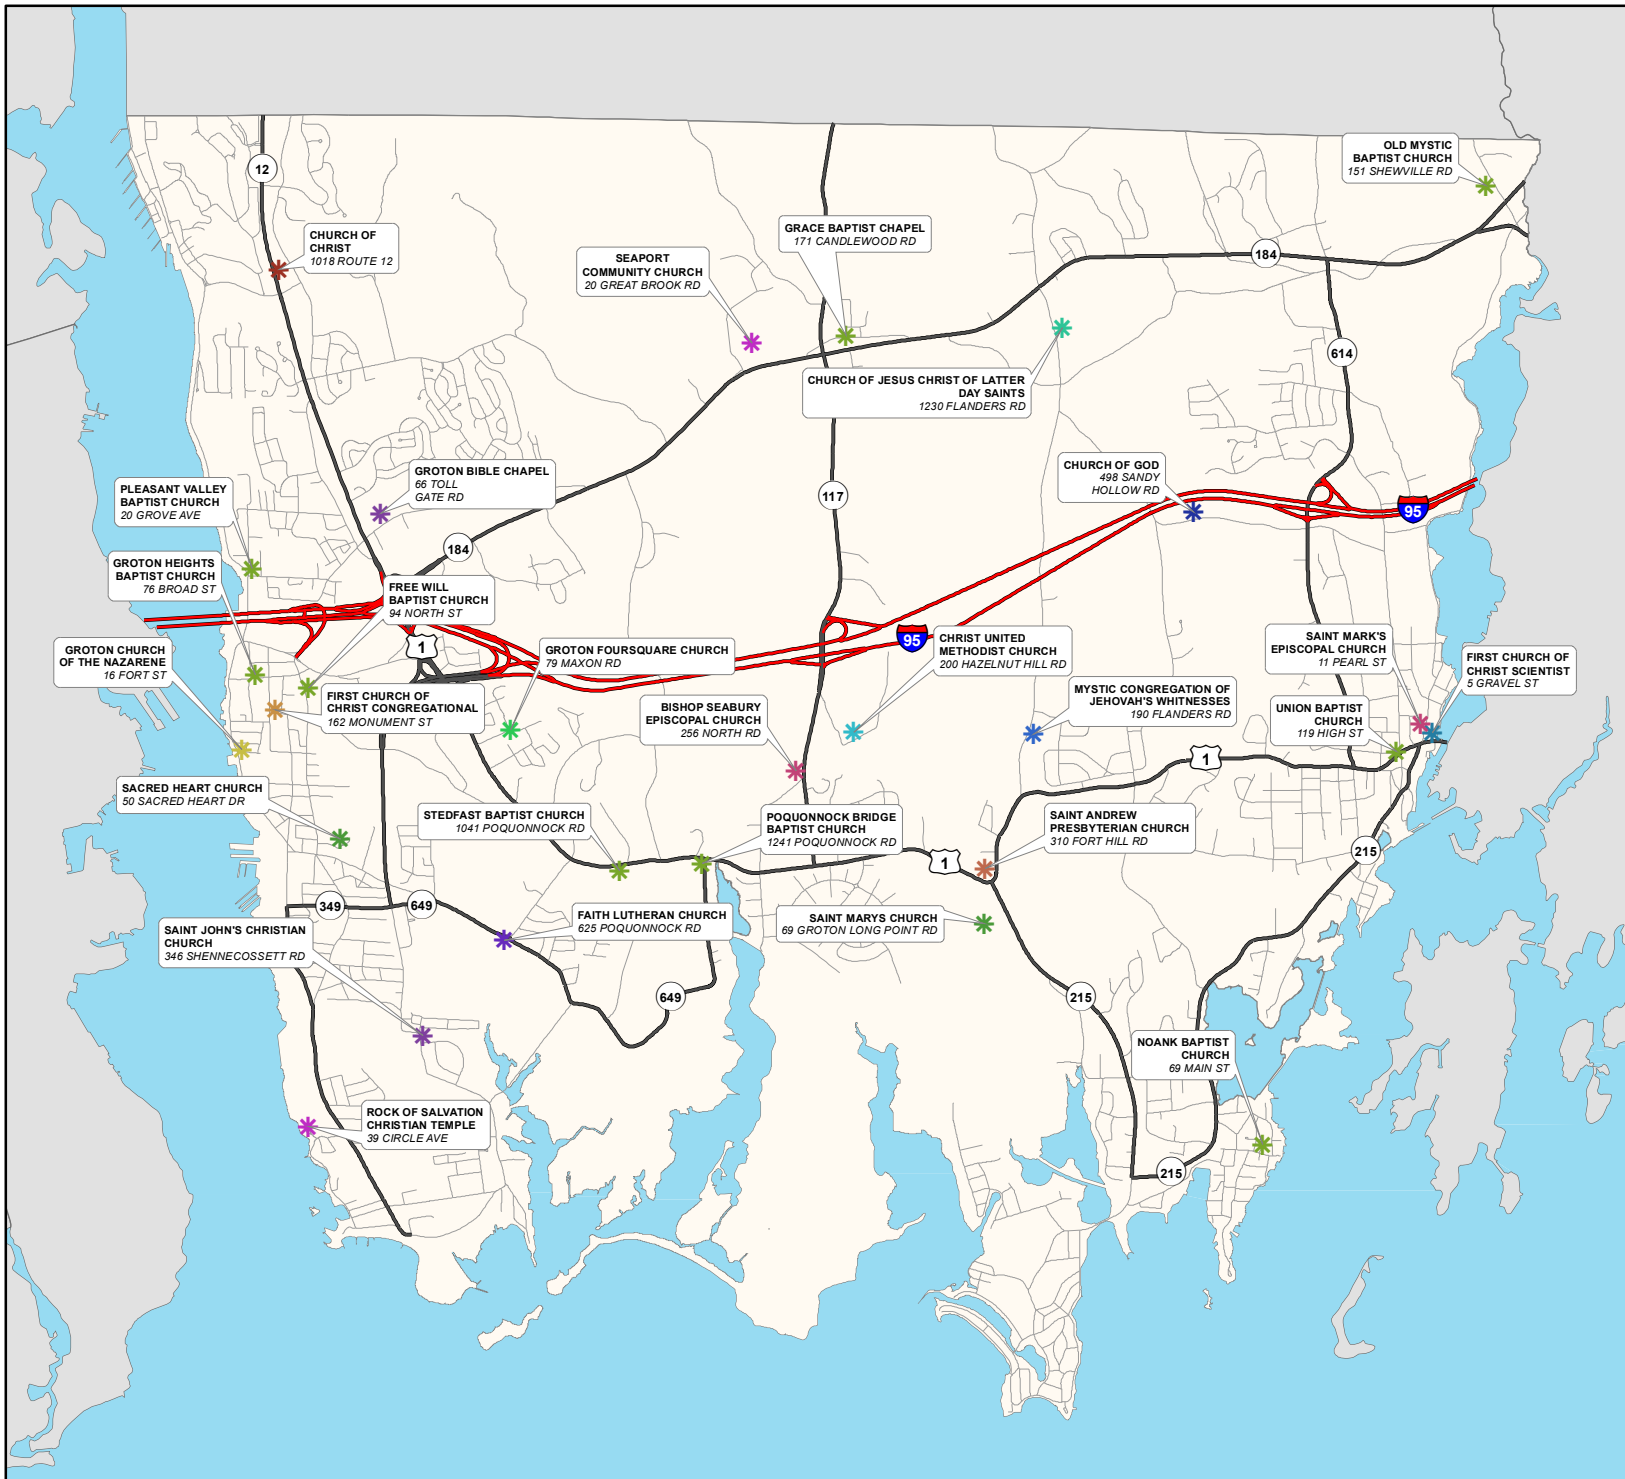 OLD MYSTIC
BAPTIST CHURCH
151 SHEWVILLE RD
12
CHURCH OF
CHRIST
1018 ROUTE 12
GRACE BAPTIST CHAPEL
171 CANDLEWOOD RD
SEAPORT
COMMUNITY CHURCH
20 GREAT BROOK RD
184
614
CHURCH OF JESUS CHRIST OF LATTER
DAY SAINTS
1230 FLANDERS RD
GROTON BIBLE CHAPEL
66 TOLL
GATE RD
CHURCH OF GOD
498 SANDY
HOLLOW RD
PLEASANT VALLEY
BAPTIST CHURCH
20 GROVE AVE
117
95
184
GROTON HEIGHTS
BAPTIST CHURCH
76 BROAD ST
FREE WILL
BAPTIST CHURCH
94 NORTH ST
1
95
GROTON CHURCH
OF THE NAZARENE
16 FORT ST
GROTON FOURSQUARE CHURCH
79 MAXON RD
CHRIST UNITED
METHODIST CHURCH
200 HAZELNUT HILL RD
SAINT MARK'S
EPISCOPAL CHURCH
11 PEARL ST
FIRST CHURCH OF
CHRIST SCIENTIST
5 GRAVEL ST
FIRST CHURCH OF
CHRIST CONGREGATIONAL
162 MONUMENT ST
BISHOP SEABURY
EPISCOPAL CHURCH
256 NORTH RD
MYSTIC CONGREGATION OF
JEHOVAH'S WHITNESSES
190 FLANDERS RD
UNION BAPTIST
CHURCH
119 HIGH ST
1
SACRED HEART CHURCH
50 SACRED HEART DR
STEDFAST BAPTIST CHURCH
1041 POQUONNOCK RD
POQUONNOCK BRIDGE
BAPTIST CHURCH
1241 POQUONNOCK RD
SAINT ANDREW
PRESBYTERIAN CHURCH
310 FORT HILL RD
1
215
349
649
FAITH LUTHERAN CHURCH
625 POQUONNOCK RD
SAINT MARYS CHURCH
69 GROTON LONG POINT RD
SAINT JOHN'S CHRISTIAN
CHURCH
346 SHENNECOSSETT RD
649
215
NOANK BAPTIST
CHURCH
69 MAIN ST
ROCK OF SALVATION
CHRISTIAN TEMPLE
39 CIRCLE AVE
215